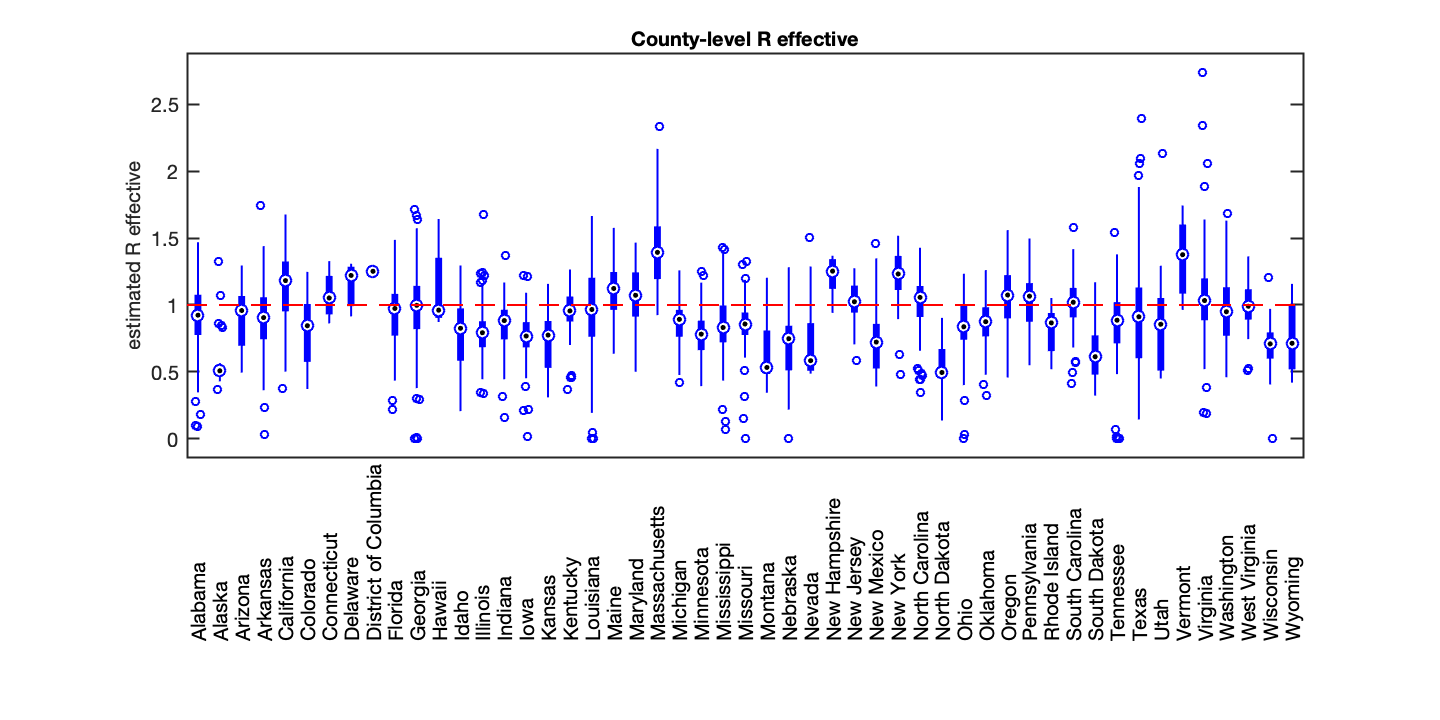 County-level R effective
estimated R effective
2.5
2
1.5
1
0.5
0
Alabama
Alaska
Arizona
Arkansas
California
Colorado
Connecticut
Delaware
District of Columbia
Florida
Georgia
Hawaii
Idaho
Illinois
Indiana
Iowa
Kansas
Kentucky
Louisiana
Maine
Maryland
Massachusetts
Michigan
Minnesota
Mississippi
Missouri
Montana
Nebraska
Nevada
New Hampshire
New Jersey
New Mexico
New York
North Carolina
North Dakota
Ohio
Oklahoma
Oregon
Pennsylvania
Rhode Island
South Carolina
South Dakota
Tennessee
Texas
Utah
Vermont
Virginia
Washington
West Virginia
Wisconsin
Wyoming